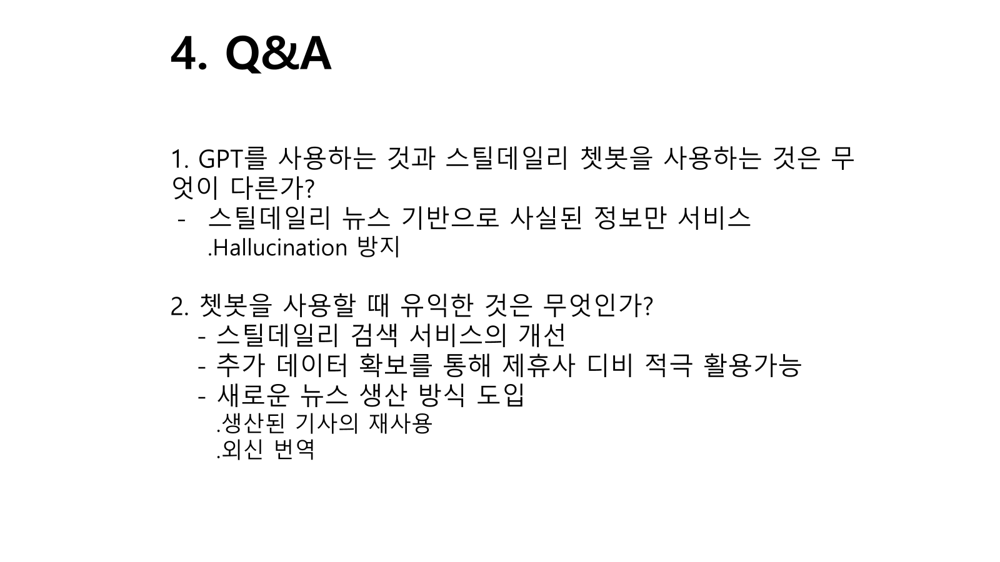 4. Q&A
1. GPT를 사용하는 것과 스틸데일리 쳇봇을 사용하는 것은 무
엇이 다른가?
- 스틸데일리 뉴스 기반으로 사실된 정보만 서비스
.Hallucination 방지
2. 쳇봇을 사용할 때 유익한 것은 무엇인가?
- 스틸데일리 검색 서비스의 개선
- 추가 데이터 확보를 통해 제휴사 디비 적극 활용가능
- 새로운 뉴스 생산 방식 도입
.생산된 기사의 재사용
.외신 번역